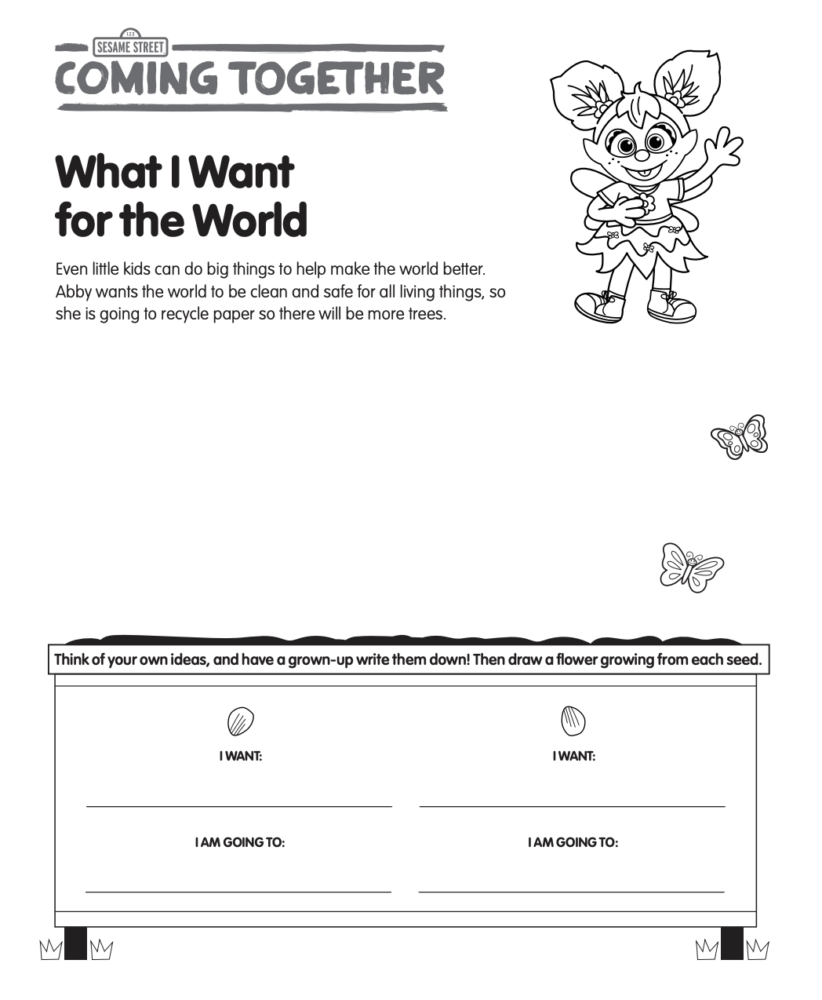 123
SESAME STREET
COMING TOGETHER
What I Want
for the World
Even little kids can do big things to help make the world better.
Abby wants the world to be clean and safe for all living things, so
she is going to recycle paper so there will be more trees.
Think of your own ideas, and have a grown-up write them down! Then draw a flower growing from each seed.
I WANT:
I WANT:
I AM GOING TO:
I AM GOING TO: